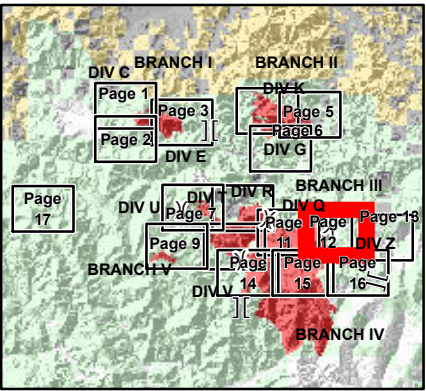 BRANCH I
BRANCH II
DIV C
DIV K
Page 1
Page 3
Page 5
Page 6
Page 2
DIV G
DIV E
BRANCH III
DIV R
Page
17
DIV U
Page 7
DIV Q
Page 13
Page
11
Page
12
DIV Z
Page 9
BRANCH V
Page
14
Page
15
Page
16
DIV V
BRANCH IV